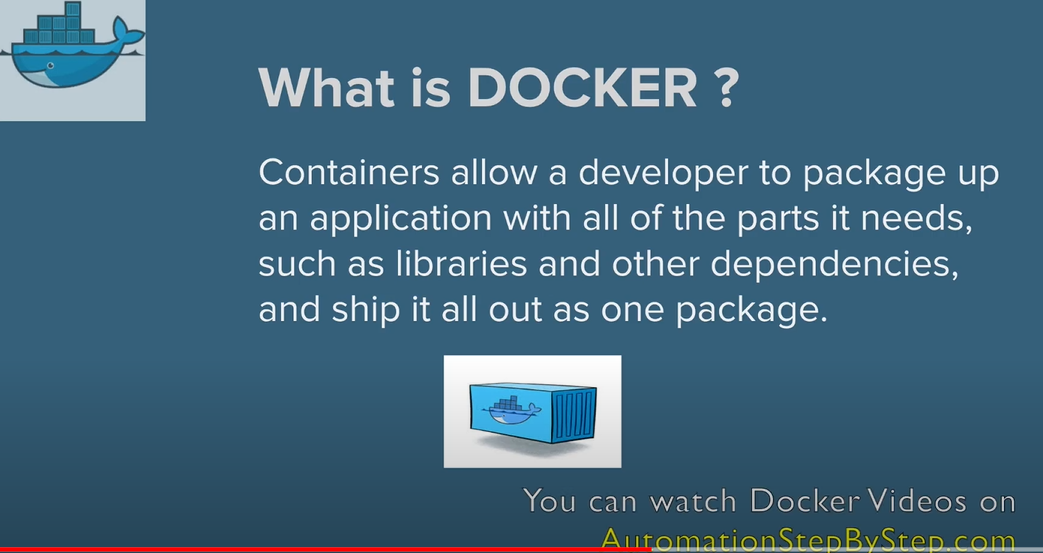 What is DOCKER ?
Containers allow a developer to package up
an application with all of the parts it needs,
such as libraries and other dependencies,
and ship it all out as one package.
You can watch Docker Videos on
AutomationStepByStep.com